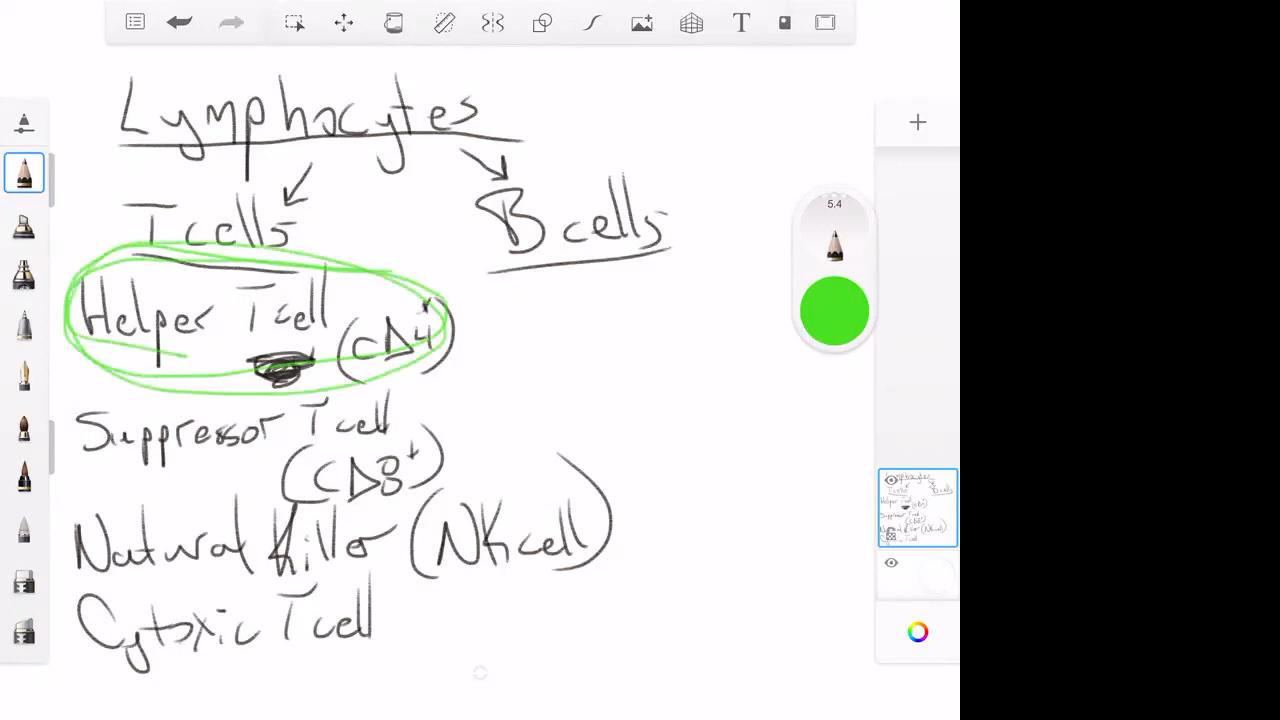 5.4
Lymphocytes
T cells B cells
Helper T cell
(CD4+)
Suppressor T cell
(CD8+)
Natural Killer (NK cell)
Cytoxic T cell